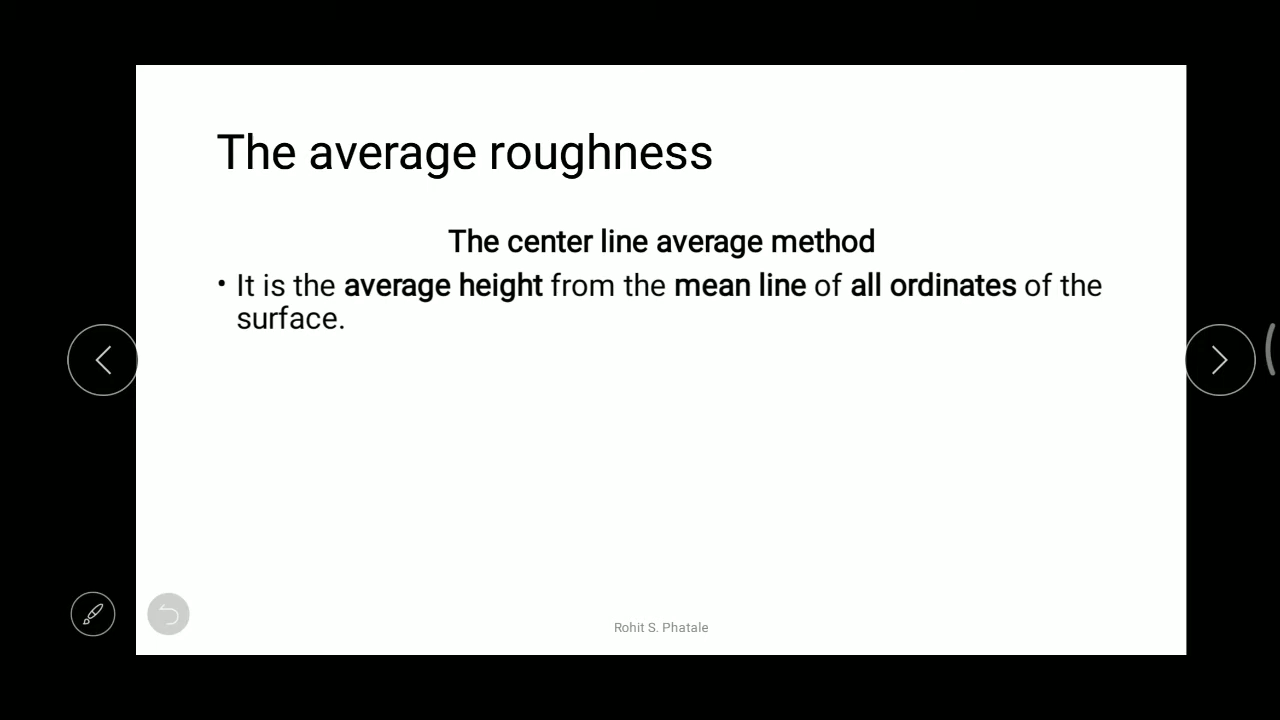 The average roughness
The center line average method
• It is the average height from the mean line of all ordinates of the
surface.
Rohit S. Phatale